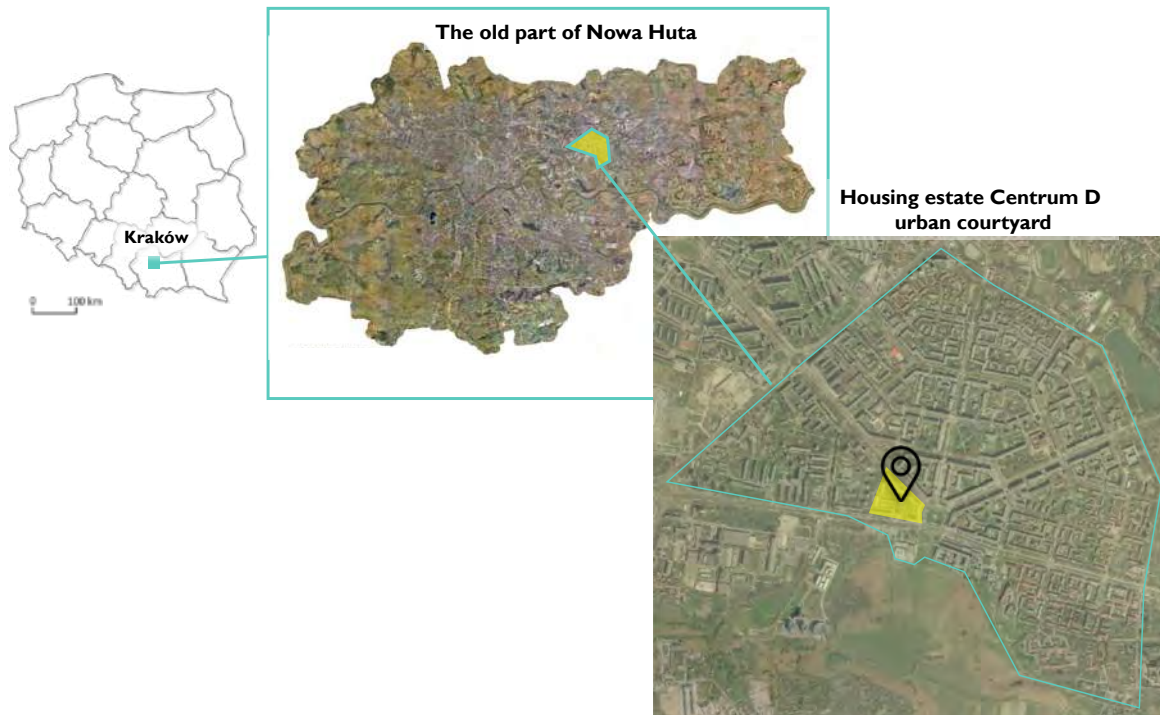 The old part of Nowa Huta
Kraków
0 100 km
Housing estate Centrum D
urban courtyard